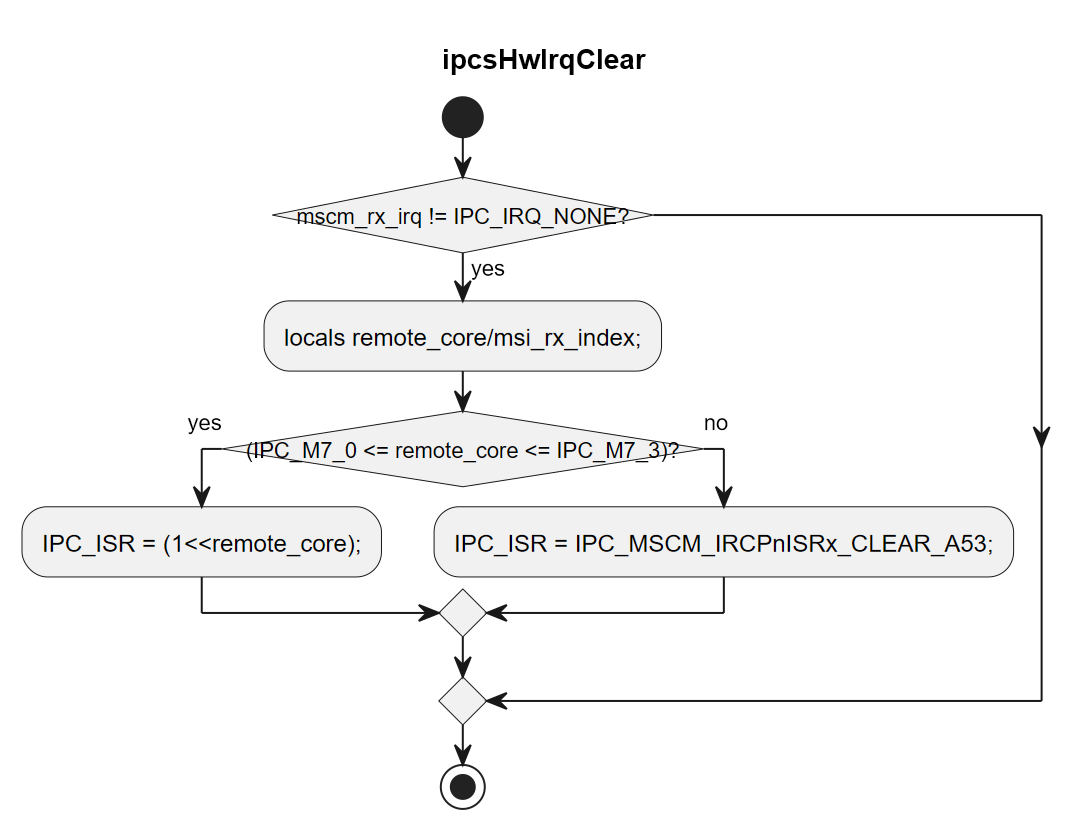 ipcsHwIrqClear
mscm_rx_irq != IPC_IRQ_NONE?
yes
locals remote_core/msi_rx_index;
yes
no
(IPC_M7_0 <= remote_core <= IPC_M7_3)?
IPC_ISR = (1<<remote_core);
IPC_ISR = IPC_MSCM_IRCPnISRx_CLEAR_A53;